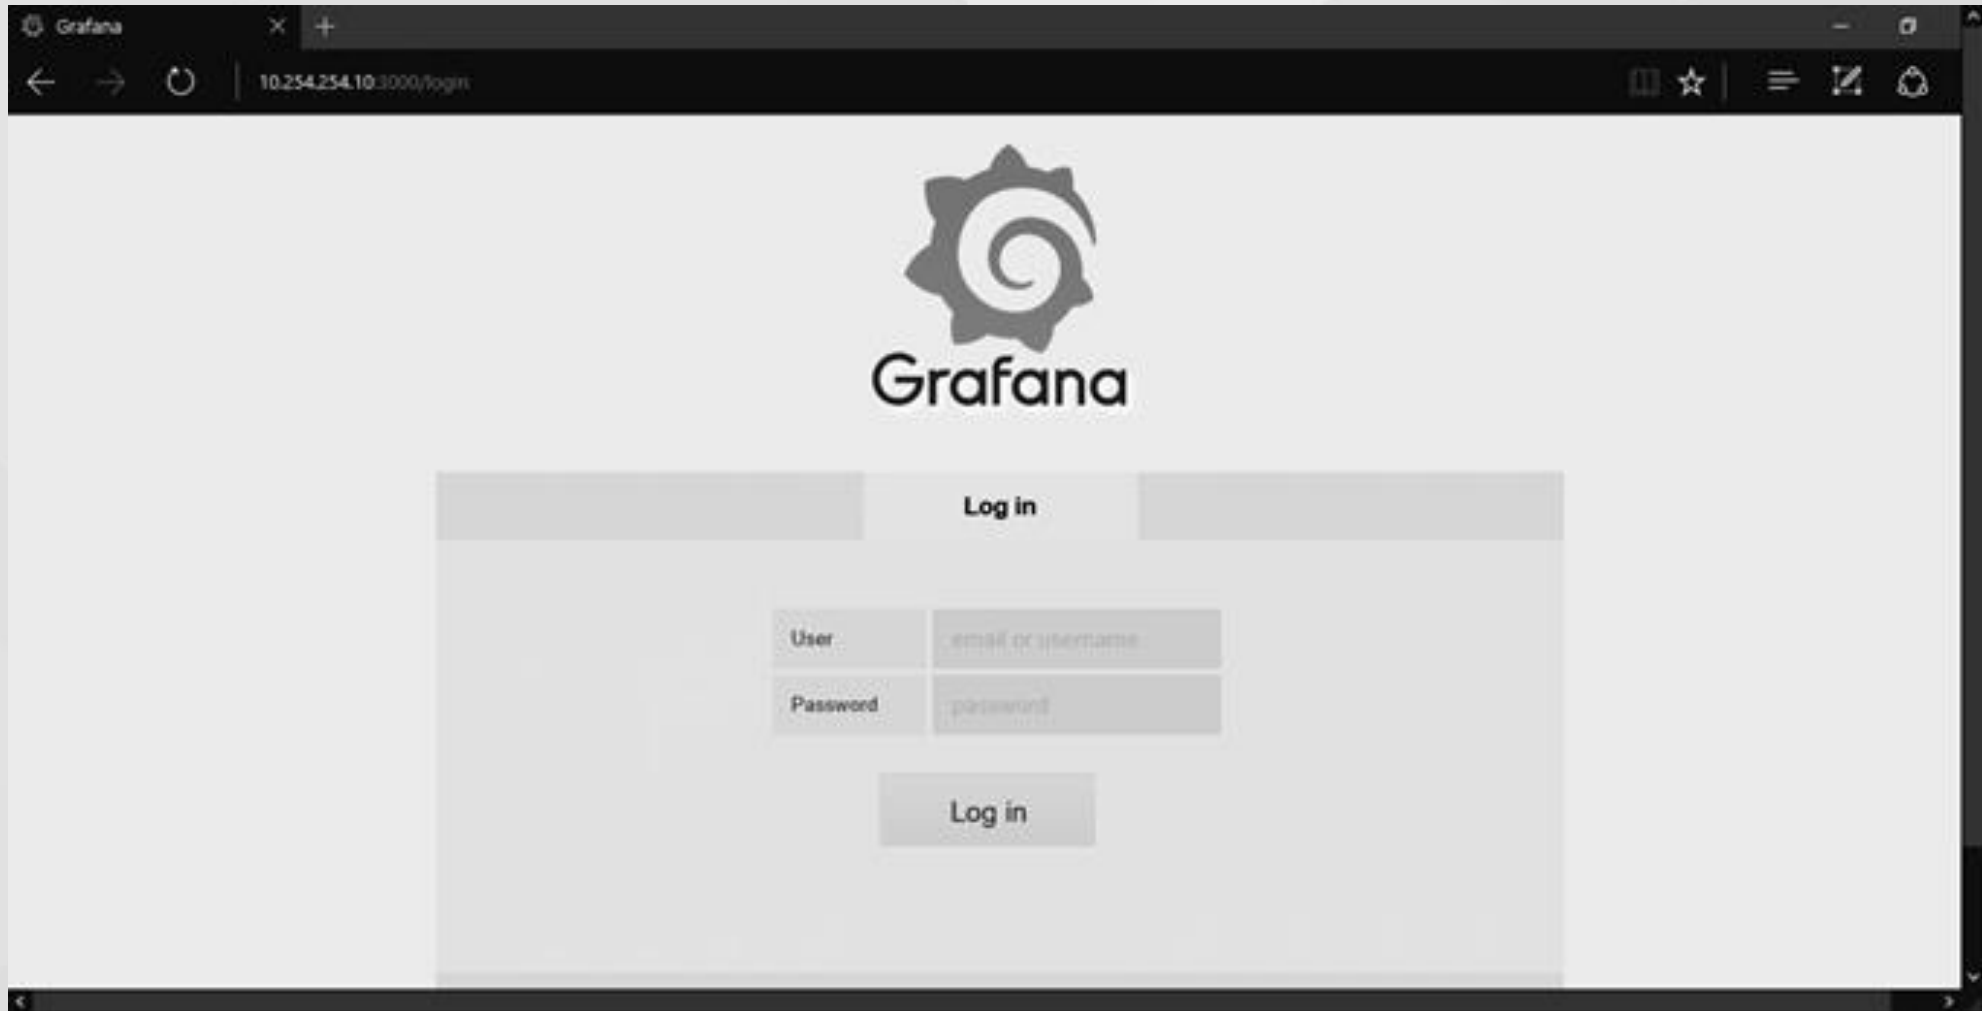 Grafana
10.254.254.10:3000/login
Grafana
Log in
User email or username
Password password
Log in